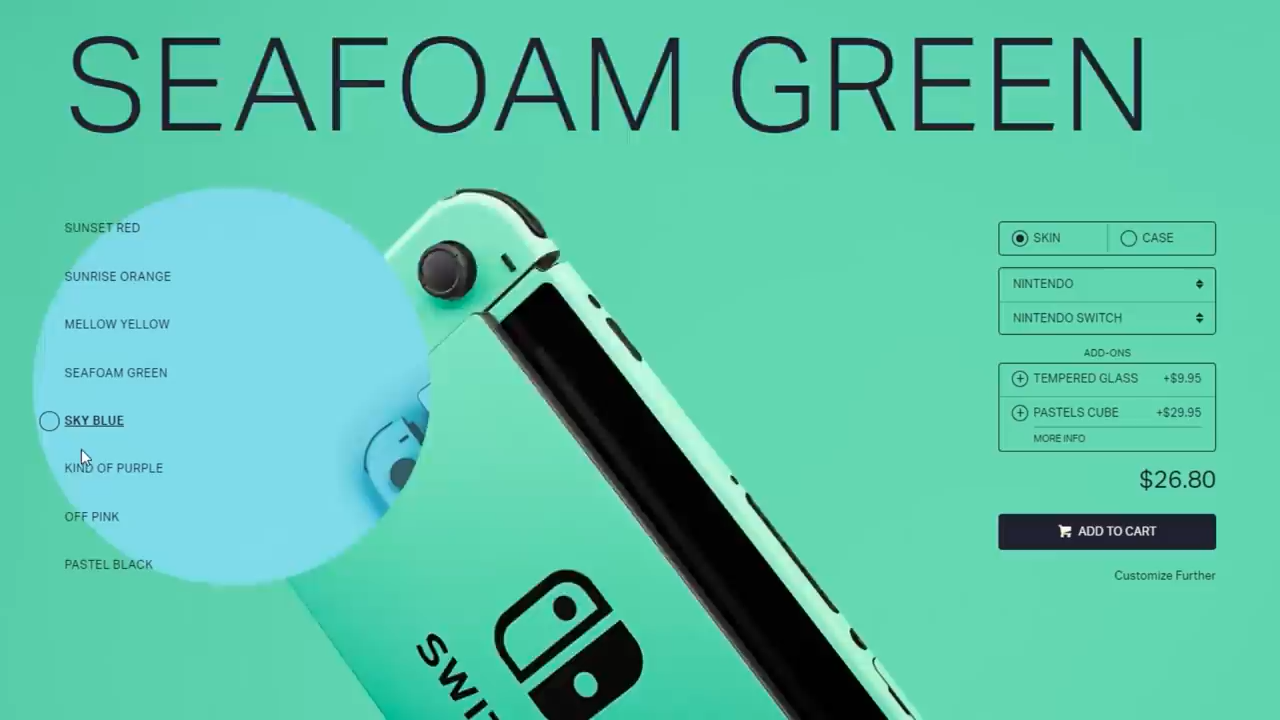 SEAFOAM GREEN
SUNSET RED
SUNRISE ORANGE
MELLOW YELLOW
SEAFOAM GREEN
SKY BLUE
KIND OF PURPLE
OFF PINK
PASTEL BLACK
SKIN CASE
NINTENDO
NINTENDO SWITCH
ADD-ONS
TEMPERED GLASS +$9.95
PASTELS CUBE +$29.95
MORE INFO
$26.80
ADD TO CART
Customize Further